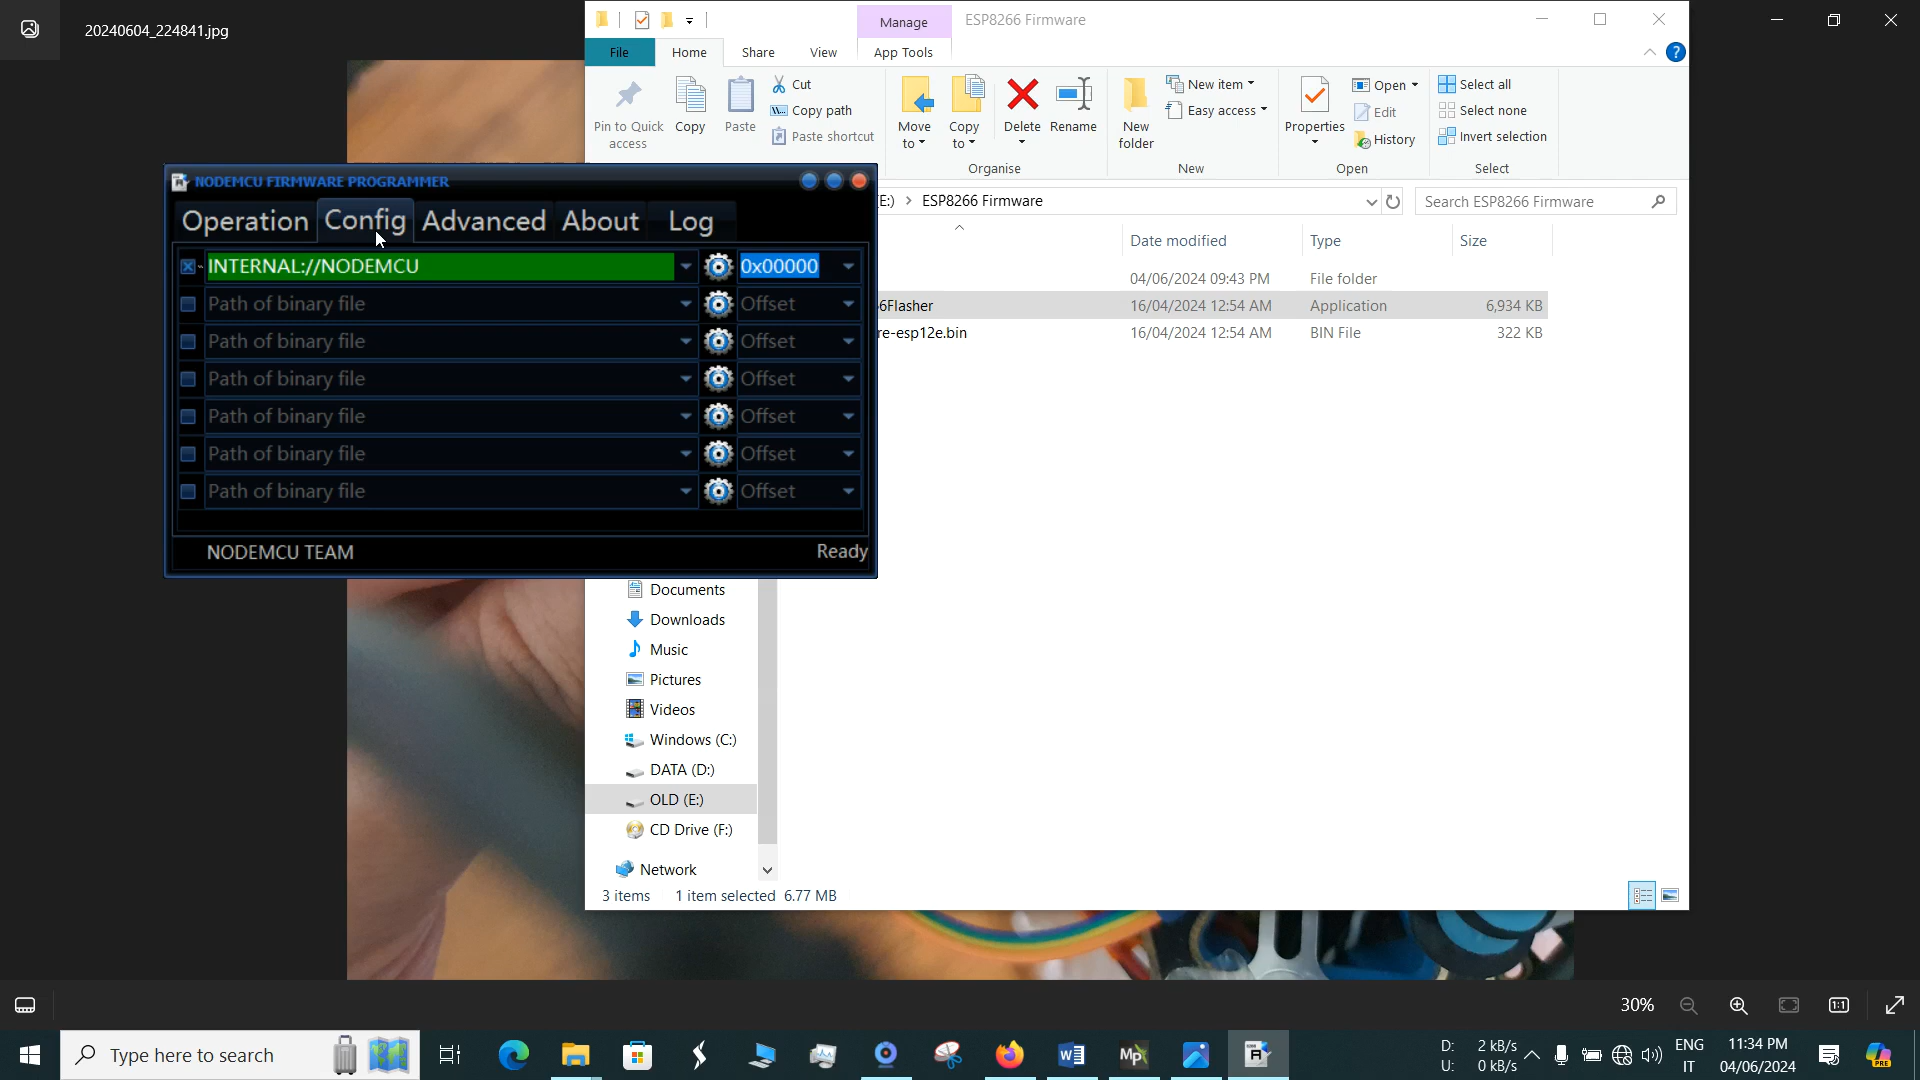 20240604_224841.jpg
Manage
ESP8266 Firmware
File
Home
Share
View
App Tools
Pin to Quick access
Copy
Paste
Cut
Copy path
Paste shortcut
Move to
Copy to
Delete
Rename
Organise
New folder
New item
Easy access
New
Properties
Open
Edit
History
Open
Select all
Select none
Invert selection
Select
(E:) > ESP8266 Firmware
Search ESP8266 Firmware
Date modified
Type
Size
04/06/2024 09:43 PM
File folder
6Flasher
16/04/2024 12:54 AM
Application
6,934 KB
re-esp12e.bin
16/04/2024 12:54 AM
BIN File
322 KB
NODEMCU FIRMWARE PROGRAMMER
Operation
Config
Advanced
About
Log
INTERNAL://NODEMCU
0x00000
Path of binary file
Offset
Path of binary file
Offset
Path of binary file
Offset
Path of binary file
Offset
Path of binary file
Offset
Path of binary file
Offset
NODEMCU TEAM
Ready
Documents
Downloads
Music
Pictures
Videos
Windows (C:)
DATA (D:)
OLD (E:)
CD Drive (F:)
Network
3 items
1 item selected 6.77 MB
30%
1:1
Type here to search
Mp
D: 2 kB/s
U: 0 kB/s
ENG
IT
11:34 PM
04/06/2024
PRE